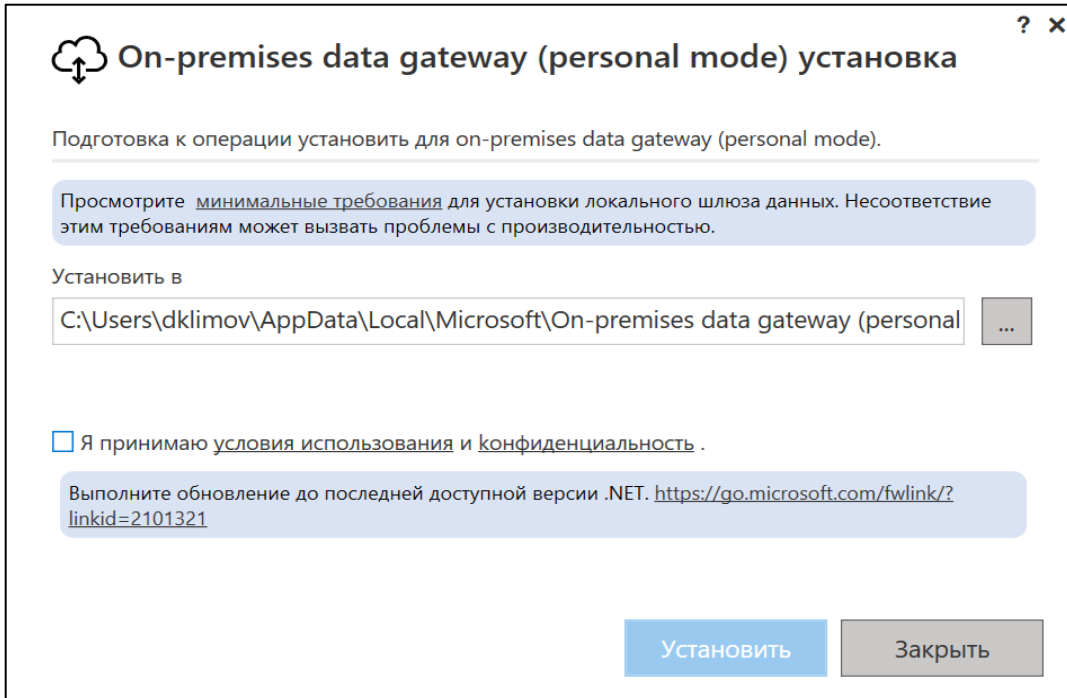 ? ×
On-premises data gateway (personal mode) установка
Подготовка к операции установить для on-premises data gateway (personal mode).
Просмотрите минимальные требования для установки локального шлюза данных. Несоответствие
этим требованиям может вызвать проблемы с производительностью.
Установить в
C:\Users\dklimov\AppData\Local\Microsoft\On-premises data gateway (personal
...
Я принимаю условия использования и конфиденциальность .
Выполните обновление до последней доступной версии .NET. https://go.microsoft.com/fwlink/?
linkid=2101321
Установить Закрыть